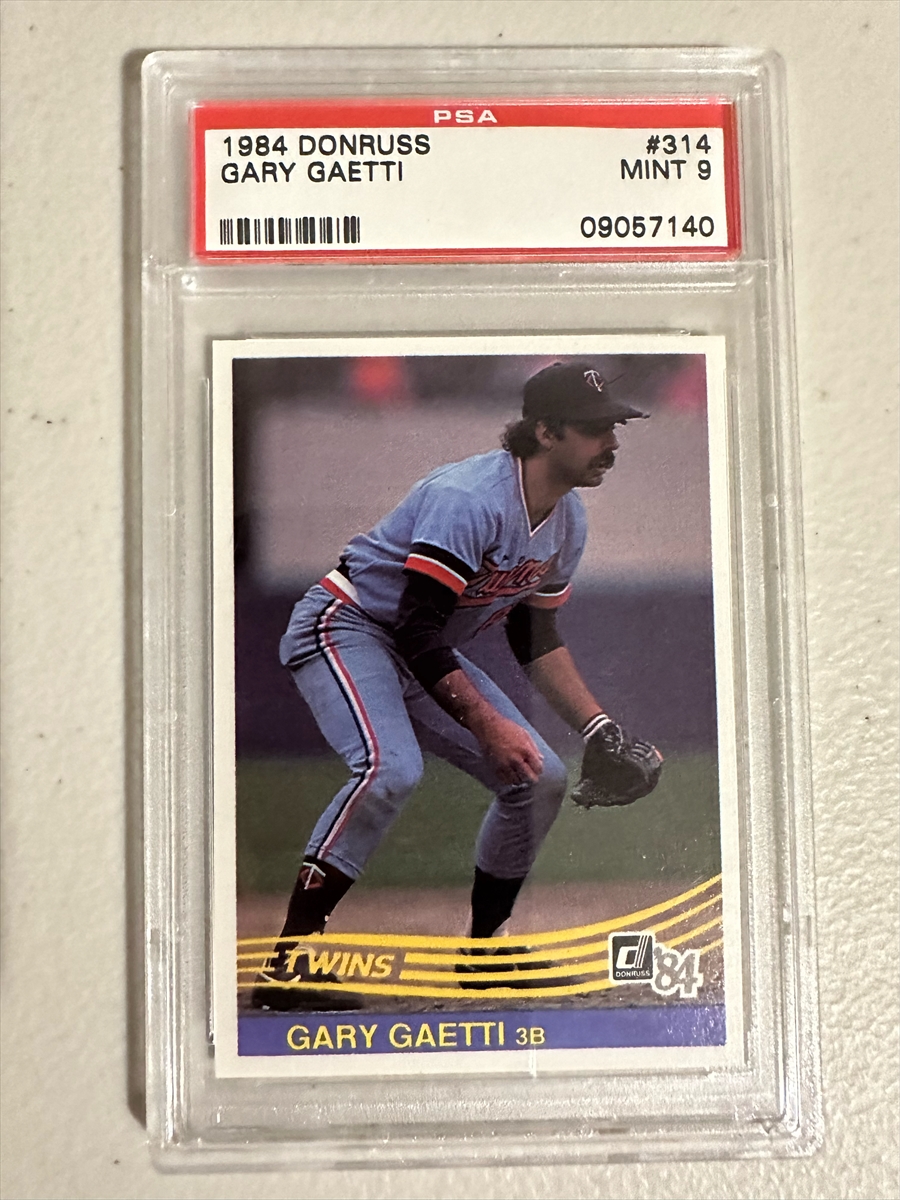 PSA
1984 DONRUSS #314
GARY GAETTI MINT 9
09057140
Twins
TWINS
DONRUSS '84
GARY GAETTI 3B